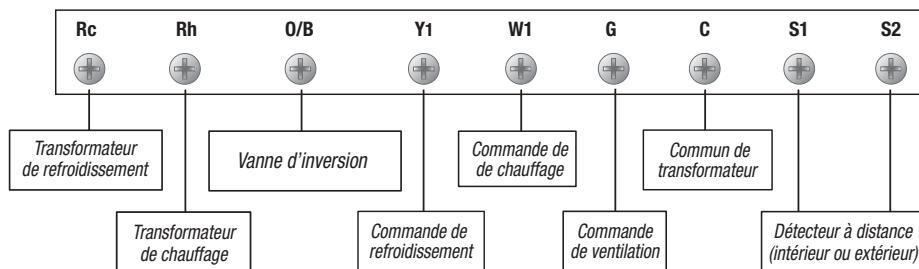 Rc Rh O/B Y1 W1 G C S1 S2
Transformateur
de refroidissement
Vanne d'inversion
Commande de
de chauffage
Commun de
transformateur
Transformateur
de chauffage
Commande de
refroidissement
Commande
de ventilation
Détecteur à distance
(intérieur ou extérieur)